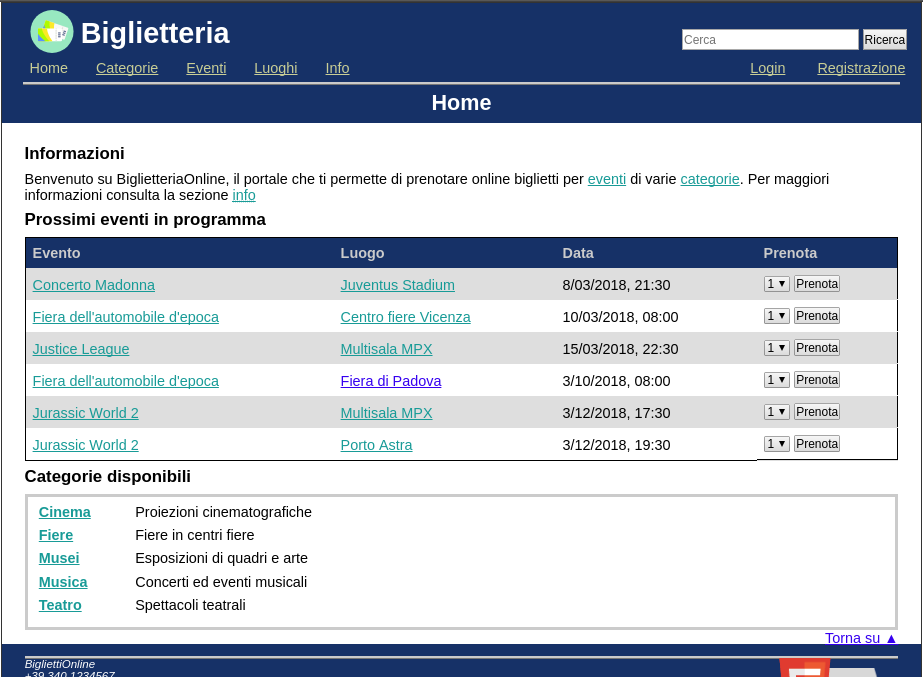 Biglietteria
Cerca Ricerca
Home Categorie Eventi Luoghi Info Login Registrazione
Home
Informazioni
Benvenuto su BiglietteriaOnline, il portale che ti permette di prenotare online biglietti per eventi di varie categorie. Per maggiori
informazioni consulta la sezione info
Prossimi eventi in programma
Evento Luogo Data Prenota
Concerto Madonna Juventus Stadium 8/03/2018, 21:30 1 Prenota
Fiera dell'automobile d'epoca Centro fiere Vicenza 10/03/2018, 08:00 1 Prenota
Justice League Multisala MPX 15/03/2018, 22:30 1 Prenota
Fiera dell'automobile d'epoca Fiera di Padova 3/10/2018, 08:00 1 Prenota
Jurassic World 2 Multisala MPX 3/12/2018, 17:30 1 Prenota
Jurassic World 2 Porto Astra 3/12/2018, 19:30 1 Prenota
Categorie disponibili
Cinema Proiezioni cinematografiche
Fiere Fiere in centri fiere
Musei Esposizioni di quadri e arte
Musica Concerti ed eventi musicali
Teatro Spettacoli teatrali
Torna su ▲
BigliettiOnline
+39 340 1234567